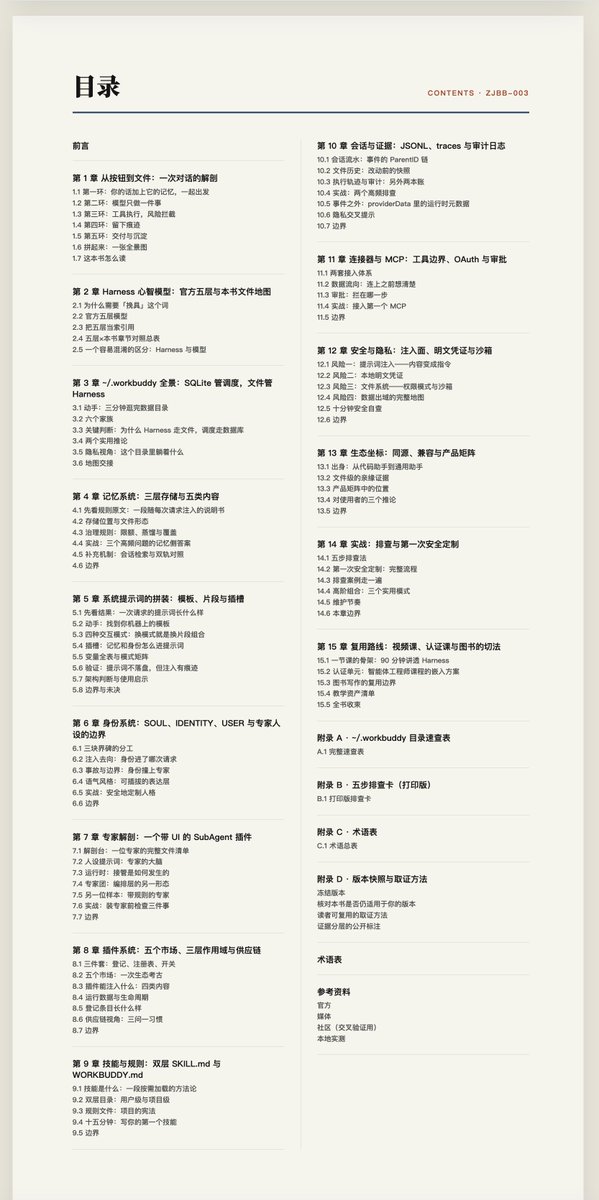 目录
CONTENTS · ZJBB-003
前言
第 1 章 从按钮到文件：一次对话的解剖
1.1 第一环：你的话加上它的记忆，一起出发
1.2 第二环：模型只做一件事
1.3 第三环：工具执行，风险拦截
1.4 第四环：留下痕迹
1.5 第五环：交付与沉淀
1.6 拼起来：一张全景图
1.7 这本书怎么读
第 2 章 Harness 心智模型：官方五层与本书文件地图
2.1 为什么需要「挽具」这个词
2.2 官方五层模型
2.3 把五层当索引用
2.4 五层×本书章节对照总表
2.5 一个容易混淆的区分：Harness 与模型
第 3 章 ~/.workbuddy 全景：SQLite 管调度，文件管
Harness
3.1 动手：三分钟逛完数据目录
3.2 六个家族
3.3 关键判断：为什么 Harness 走文件，调度走数据库
3.4 两个实用推论
3.5 隐私视角：这个目录里躺着什么
3.6 地图交接
第 4 章 记忆系统：三层存储与五类内容
4.1 先看规则原文：一段随每次请求注入的说明书
4.2 存储位置与文件形态
4.3 治理规则：限额、蒸馏与覆盖
4.4 实战：三个高频问题的记忆侧答案
4.5 补充机制：会话检索与双轨对照
4.6 边界
第 5 章 系统提示词的拼装：模板、片段与插槽
5.1 先看结果：一次请求的提示词长什么样
5.2 动手：找到你机器上的模板
5.3 四种交互模式：换模式就是换片段组合
5.4 插槽：记忆和身份怎么进提示词
5.5 变量全表与模式矩阵
5.6 验证：提示词不落盘，但注入有痕迹
5.7 架构判断与使用启示
5.8 边界与未决
第 6 章 身份系统：SOUL、IDENTITY、USER 与专家人
设的边界
6.1 三块界碑的分工
6.2 注入去向：身份进了哪次请求
6.3 事故与边界：身份撞上专家
6.4 语气风格：可插拔的表达层
6.5 实战：安全地定制人格
6.6 边界
第 7 章 专家解剖：一个带 UI 的 SubAgent 插件
7.1 解剖台：一位专家的完整文件清单
7.2 人设提示词：专家的大脑
7.3 运行时：接管是如何发生的
7.4 专家团：编排层的另一形态
7.5 另一位样本：带规则的专家
7.6 实战：装专家前检查三件事
7.7 边界
第 8 章 插件系统：五个市场、三层作用域与供应链
8.1 三件套：登记、注册表、开关
8.2 五个市场：一次生态考古
8.3 插件能注入什么：四类内容
8.4 运行数据与生命周期
8.5 登记条目长什么样
8.6 供应链视角：三问一习惯
8.7 边界
第 9 章 技能与规则：双层 SKILL.md 与
WORKBUDDY.md
9.1 技能是什么：一段按需加载的方法论
9.2 双层目录：用户级与项目级
9.3 规则文件：项目的宪法
9.4 十五分钟：写你的第一个技能
9.5 边界
第 10 章 会话与证据：JSONL、traces 与审计日志
10.1 会话流水：事件的 ParentID 链
10.2 文件历史：改动前的快照
10.3 执行轨迹与审计：另外两本账
10.4 实战：两个高频排查
10.5 事件之外：providerData 里的运行时元数据
10.6 隐私交叉提示
10.7 边界
第 11 章 连接器与 MCP：工具边界、OAuth 与审批
11.1 两套接入体系
11.2 数据流向：连上之前想清楚
11.3 审批：拦在哪一步
11.4 实战：接入第一个 MCP
11.5 边界
第 12 章 安全与隐私：注入面、明文凭证与沙箱
12.1 风险一：提示词注入——内容变成指令
12.2 风险二：本地明文凭证
12.3 风险三：文件系统——权限模式与沙箱
12.4 风险四：数据出域的完整地图
12.5 十分钟安全自查
12.6 边界
第 13 章 生态坐标：同源、兼容与产品矩阵
13.1 出身：从代码助手到通用助手
13.2 文件级的亲缘证据
13.3 产品矩阵中的位置
13.4 对使用者的三个推论
13.5 边界
第 14 章 实战：排查与第一次安全定制
14.1 五步排查法
14.2 第一次安全定制：完整流程
14.3 排查案例走一遍
14.4 高阶组合：三个实用模式
14.5 维护节奏
14.6 本章边界
第 15 章 复用路线：视频课、认证课与图书的切法
15.1 一节课的骨架：90 分钟讲透 Harness
15.2 认证单元：智能体工程师课程的嵌入方案
15.3 图书写作的复用边界
15.4 教学资产清单
15.5 全书收束
附录 A · ~/.workbuddy 目录速查表
A.1 完整速查表
附录 B · 五步排查卡（打印版）
B.1 打印版排查卡
附录 C · 术语表
C.1 术语总表
附录 D · 版本快照与取证方法
冻结版本
核对本书是否仍适用于你的版本
读者可复用的取证方法
证据分层的公开标注
术语表
参考资料
官方
媒体
社区（交叉验证用）
本地实测